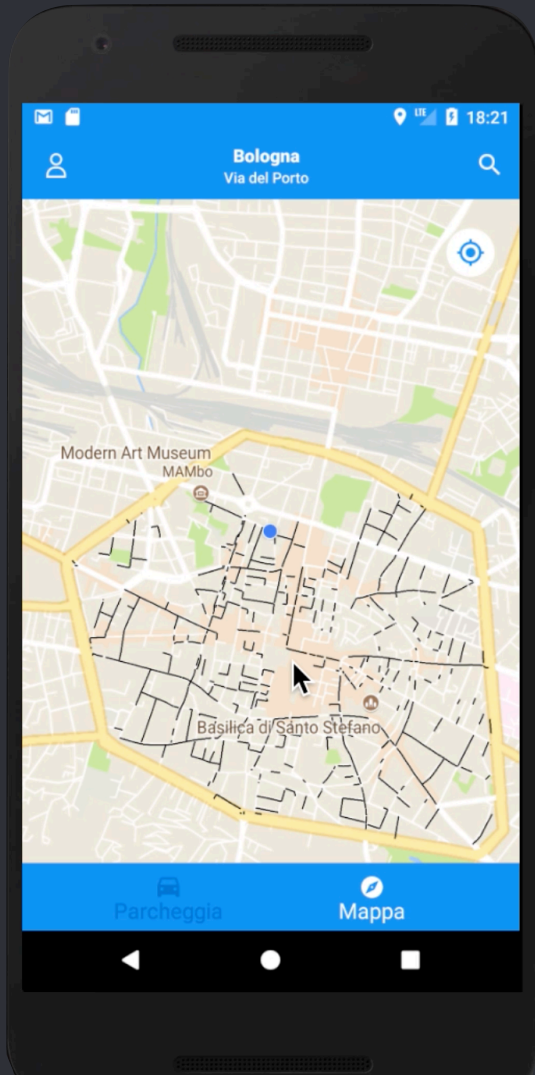 LTE 18:21
Bologna
Via del Porto
Modern Art Museum
MAMbo
Basilica di Santo Stefano
Parcheggia
Mappa